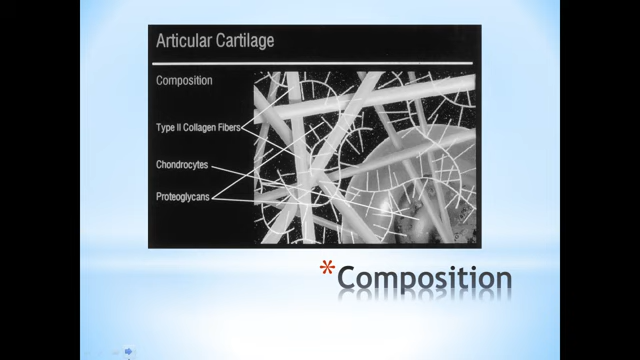 Articular Cartilage
Composition
Type II Collagen Fibers
Chondrocytes
Proteoglycans
*Composition